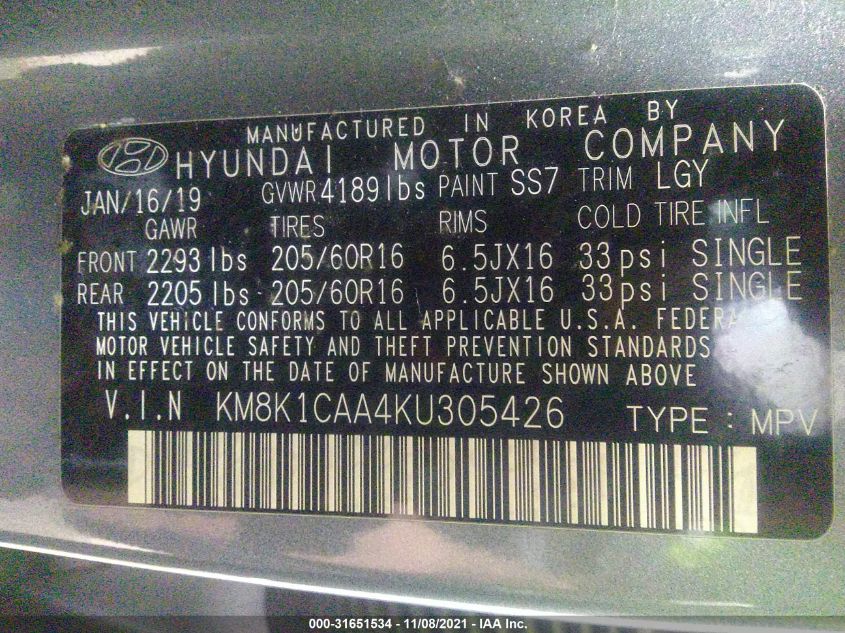 MANUFACTURED IN KOREA BY
HYUNDAI MOTOR COMPANY
JAN/16/19 GVWR 4189 lbs PAINT SS7 TRIM LGY
GAWR TIRES RIMS COLD TIRE INFL
FRONT 2293 lbs 205/60R16 6.5JX16 33 psi SINGLE
REAR 2205 lbs 205/60R16 6.5JX16 33 psi SINGLE
THIS VEHICLE CONFORMS TO ALL APPLICABLE U.S.A. FEDERAL
MOTOR VEHICLE SAFETY AND THEFT PREVENTION STANDARDS
IN EFFECT ON THE DATE OF MANUFACTURE SHOWN ABOVE
V.I.N KM8K1CAA4KU305426 TYPE: MPV
000-31651534 - 11/08/2021 - IAA Inc.